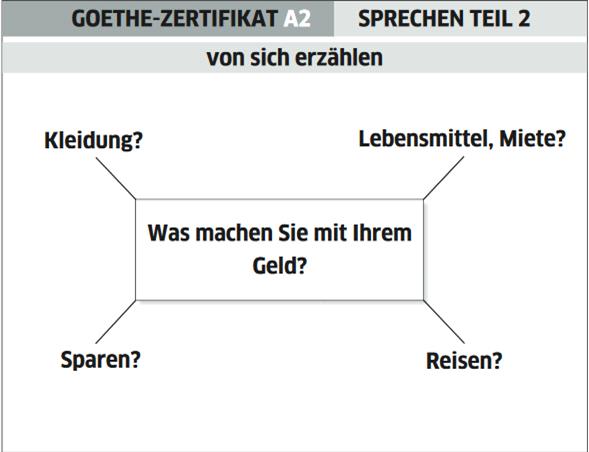 GOETHE-ZERTIFIKAT A2 SPRECHEN TEIL 2
von sich erzählen
Kleidung?
Lebensmittel, Miete?
Was machen Sie mit Ihrem
Geld?
Sparen?
Reisen?